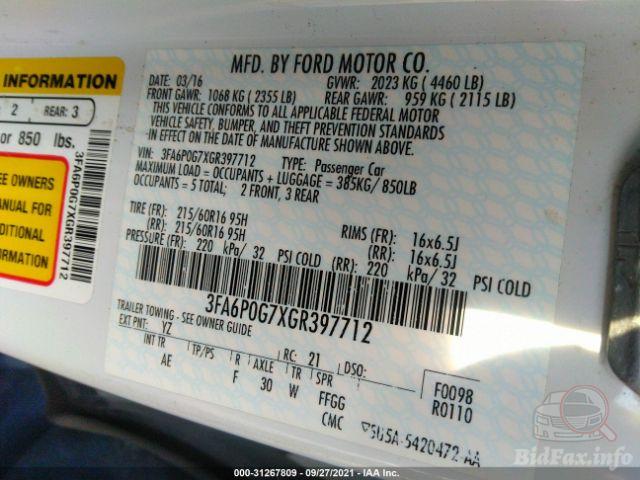 MFD. BY FORD MOTOR CO.
DATE: 03/16 GVWR: 2023 KG ( 4460 LB)
FRONT GAWR: 1068 KG ( 2355 LB) REAR GAWR: 959 KG ( 2115 LB)
THIS VEHICLE CONFORMS TO ALL APPLICABLE FEDERAL MOTOR
VEHICLE SAFETY, BUMPER, AND THEFT PREVENTION STANDARDS
IN EFFECT ON THE DATE OF MANUFACTURE SHOWN ABOVE.
VIN: 3FA6P0G7XGR397712 TYPE: Passenger Car
MAXIMUM LOAD = OCCUPANTS + LUGGAGE = 385KG/ 850LB
OCCUPANTS = 5 TOTAL; 2 FRONT, 3 REAR
TIRE (FR): 215/60R16 95H RIMS (FR): 16x6.5J
(RR): 215/60R16 95H (RR): 16x6.5J
PRESSURE (FR): 220 kPa/ 32 PSI COLD (RR): 220 kPa/ 32 PSI COLD
3FA6P0G7XGR397712
TRAILER TOWING - SEE OWNER GUIDE
EXT PNT: YZ RC: 21 DSO:
INT TR TP/PS R AXLE TR SPR
AE F 30 W FFGG
CMC
F0098
R0110
5U5A-5420472-AA
INFORMATION
2 REAR: 3
or 850 lbs.
3FA6P0G7XGR397712
EE OWNERS
MANUAL FOR
DDITIONAL
FORMATION
000-31267809 - 09/27/2021 - IAA Inc.
BidFax.info